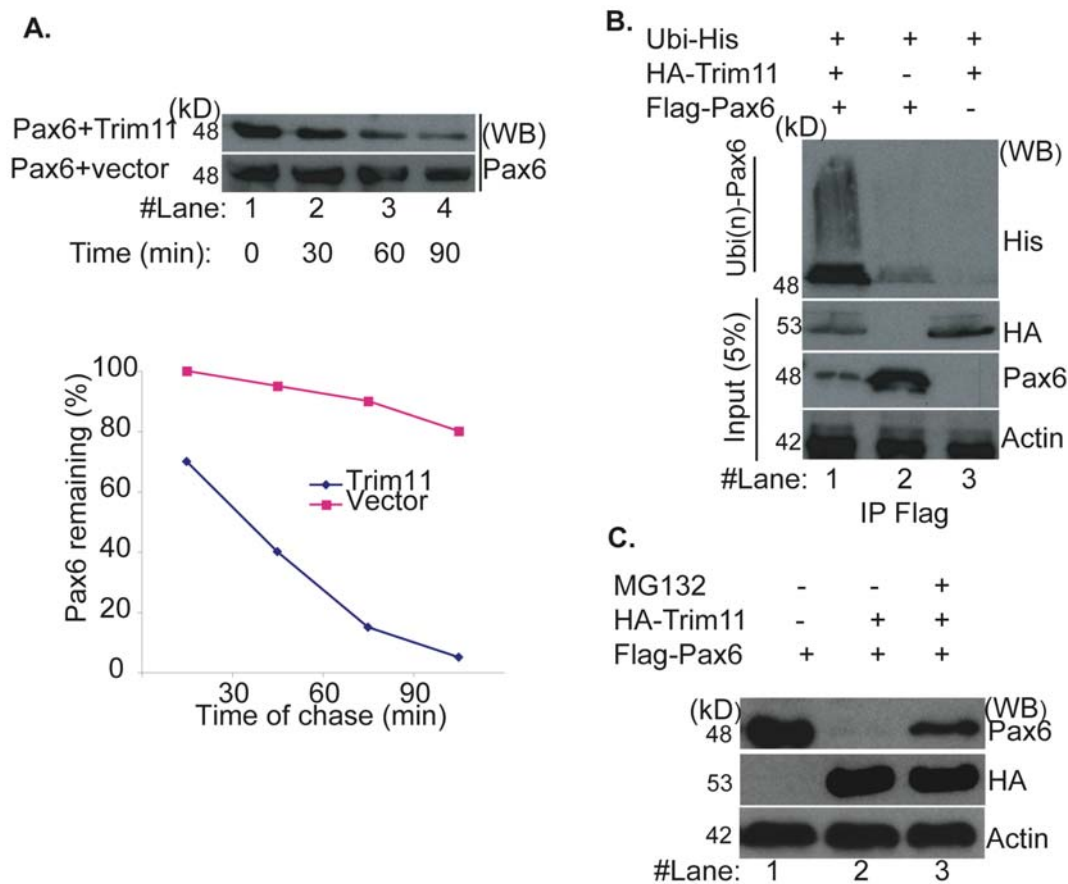 A.
(kD)
Pax6+Trim11 48 (WB)
Pax6+vector 48 Pax6
#Lane: 1 2 3 4
Time (min): 0 30 60 90
100
80
60
40
20
0
Pax6 remaining (%)
Trim11
Vector
30 60 90
Time of chase (min)
B.
Ubi-His + + +
HA-Trim11 + - +
Flag-Pax6 + + -
(kD)
(WB)
Ubi(n)-Pax6
His
48
Input (5%)
53 HA
48 Pax6
42 Actin
#Lane: 1 2 3
IP Flag
C.
MG132 - - +
HA-Trim11 - + +
Flag-Pax6 + + +
(kD) (WB)
48 Pax6
53 HA
42 Actin
#Lane: 1 2 3